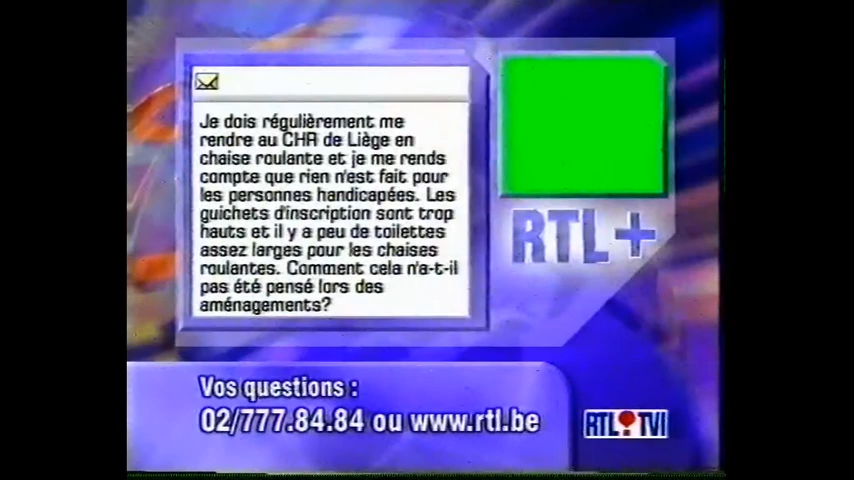 Je dois régulièrement me
rendre au CHR de Liège en
chaise roulante et je me rends
compte que rien n'est fait pour
les personnes handicapées. Les
guichets d'inscription sont trop
hauts et il y a peu de toilettes
assez larges pour les chaises
roulantes. Comment cela n'a-t-il
pas été pensé lors des
aménagements?
RTL +
Vos questions :
02/777.84.84 ou www.rtl.be
RTL TVI